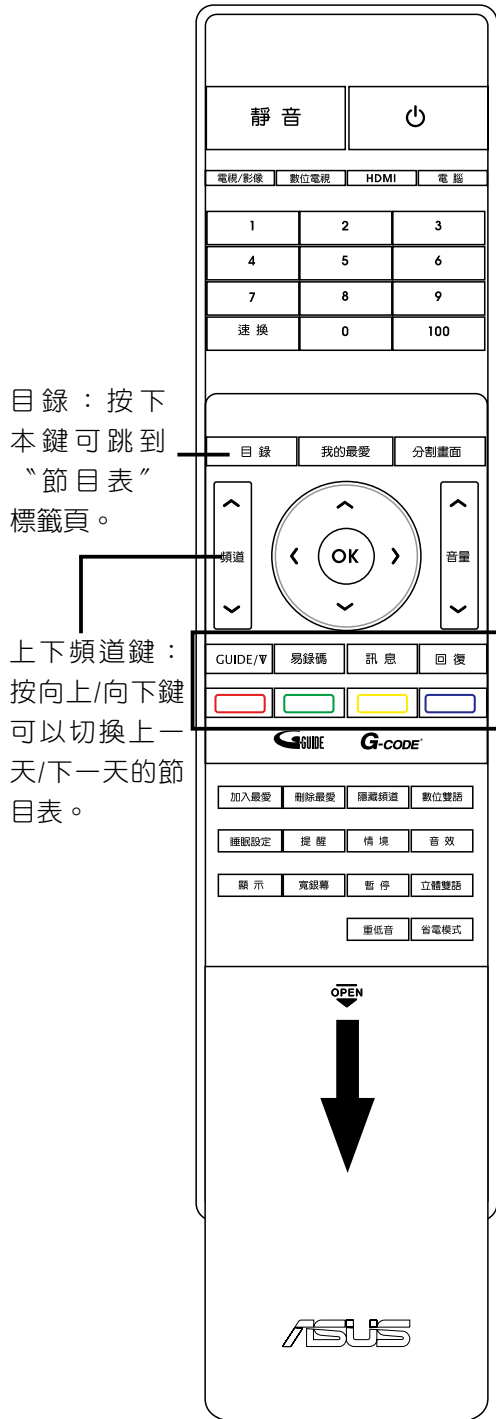 靜 音
電視/影像 數位電視 HDMI 電 腦
1 2 3
4 5 6
7 8 9
速 換 0 100
目錄：按下
本鍵可跳到
〝節目表〞
標籤頁。
目 錄 我的最愛 分割畫面
頻道 OK 音量
上下頻道鍵：
按向上/向下鍵
可以切換上一
天/下一天的節
目表。
GUIDE/∀ 易錄碼 訊 息 回 復
G-GUIDE G-CODE®
加入最愛 刪除最愛 隱藏頻道 數位雙語
睡眠設定 提 醒 情 境 音 效
顯 示 寬銀幕 暫 停 立體雙語
重低音 省電模式
OPEN
ASUS